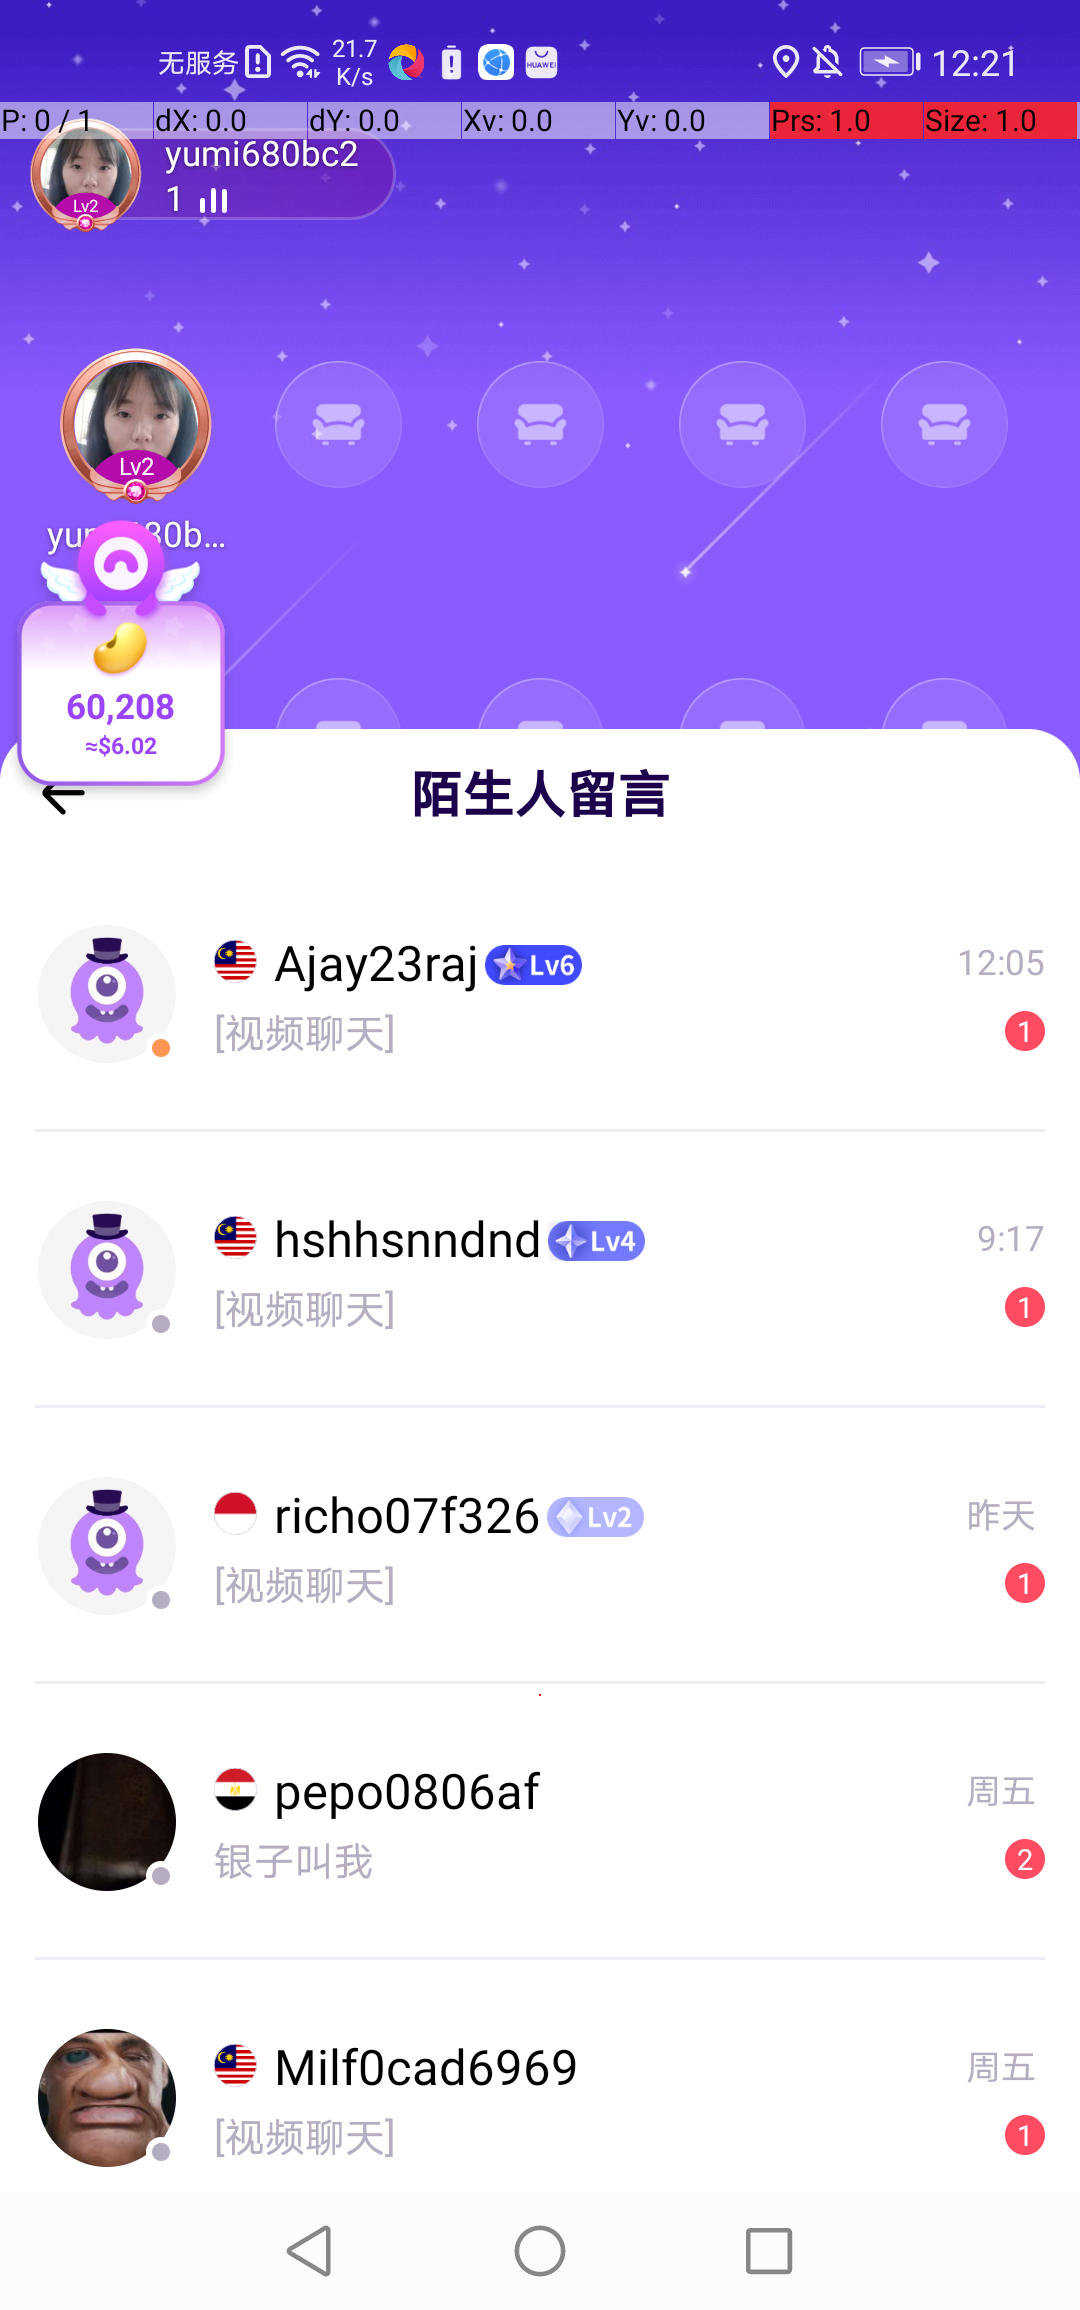 无服务 21.7 K/s HUAWEI 12:21
P: 0 / 1 dX: 0.0 dY: 0.0 Xv: 0.0 Yv: 0.0 Prs: 1.0 Size: 1.0
yumi680bc2
Lv2 1
Lv2
yumi680b...
60,208
≈$6.02
陌生人留言
Ajay23raj Lv6 12:05
[视频聊天] 1
hshhsnndnd Lv4 9:17
[视频聊天] 1
richo07f326 Lv2 昨天
[视频聊天] 1
pepo0806af 周五
银子叫我 2
Milf0cad6969 周五
[视频聊天] 1